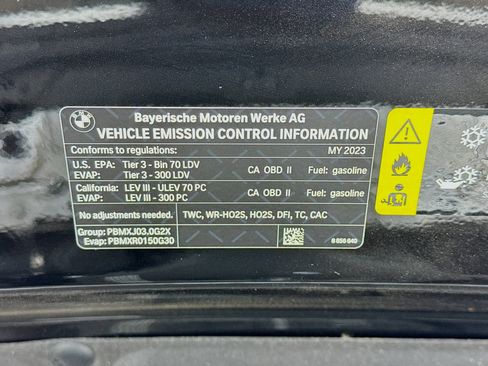 BMW
Bayerische Motoren Werke AG
VEHICLE EMISSION CONTROL INFORMATION
Conforms to regulations: MY 2023
U.S. EPA: Tier 3 - Bin 70 LDV CA OBD II Fuel: gasoline
EVAP: Tier 3 - 300 LDV
California: LEV III - ULEV 70 PC CA OBD II Fuel: gasoline
EVAP: LEV III - 300 PC
No adjustments needed. TWC, WR-HO2S, HO2S, DFI, TC, CAC
Group: PBMXJ03.0G2X
Evap: PBMXR0150G30